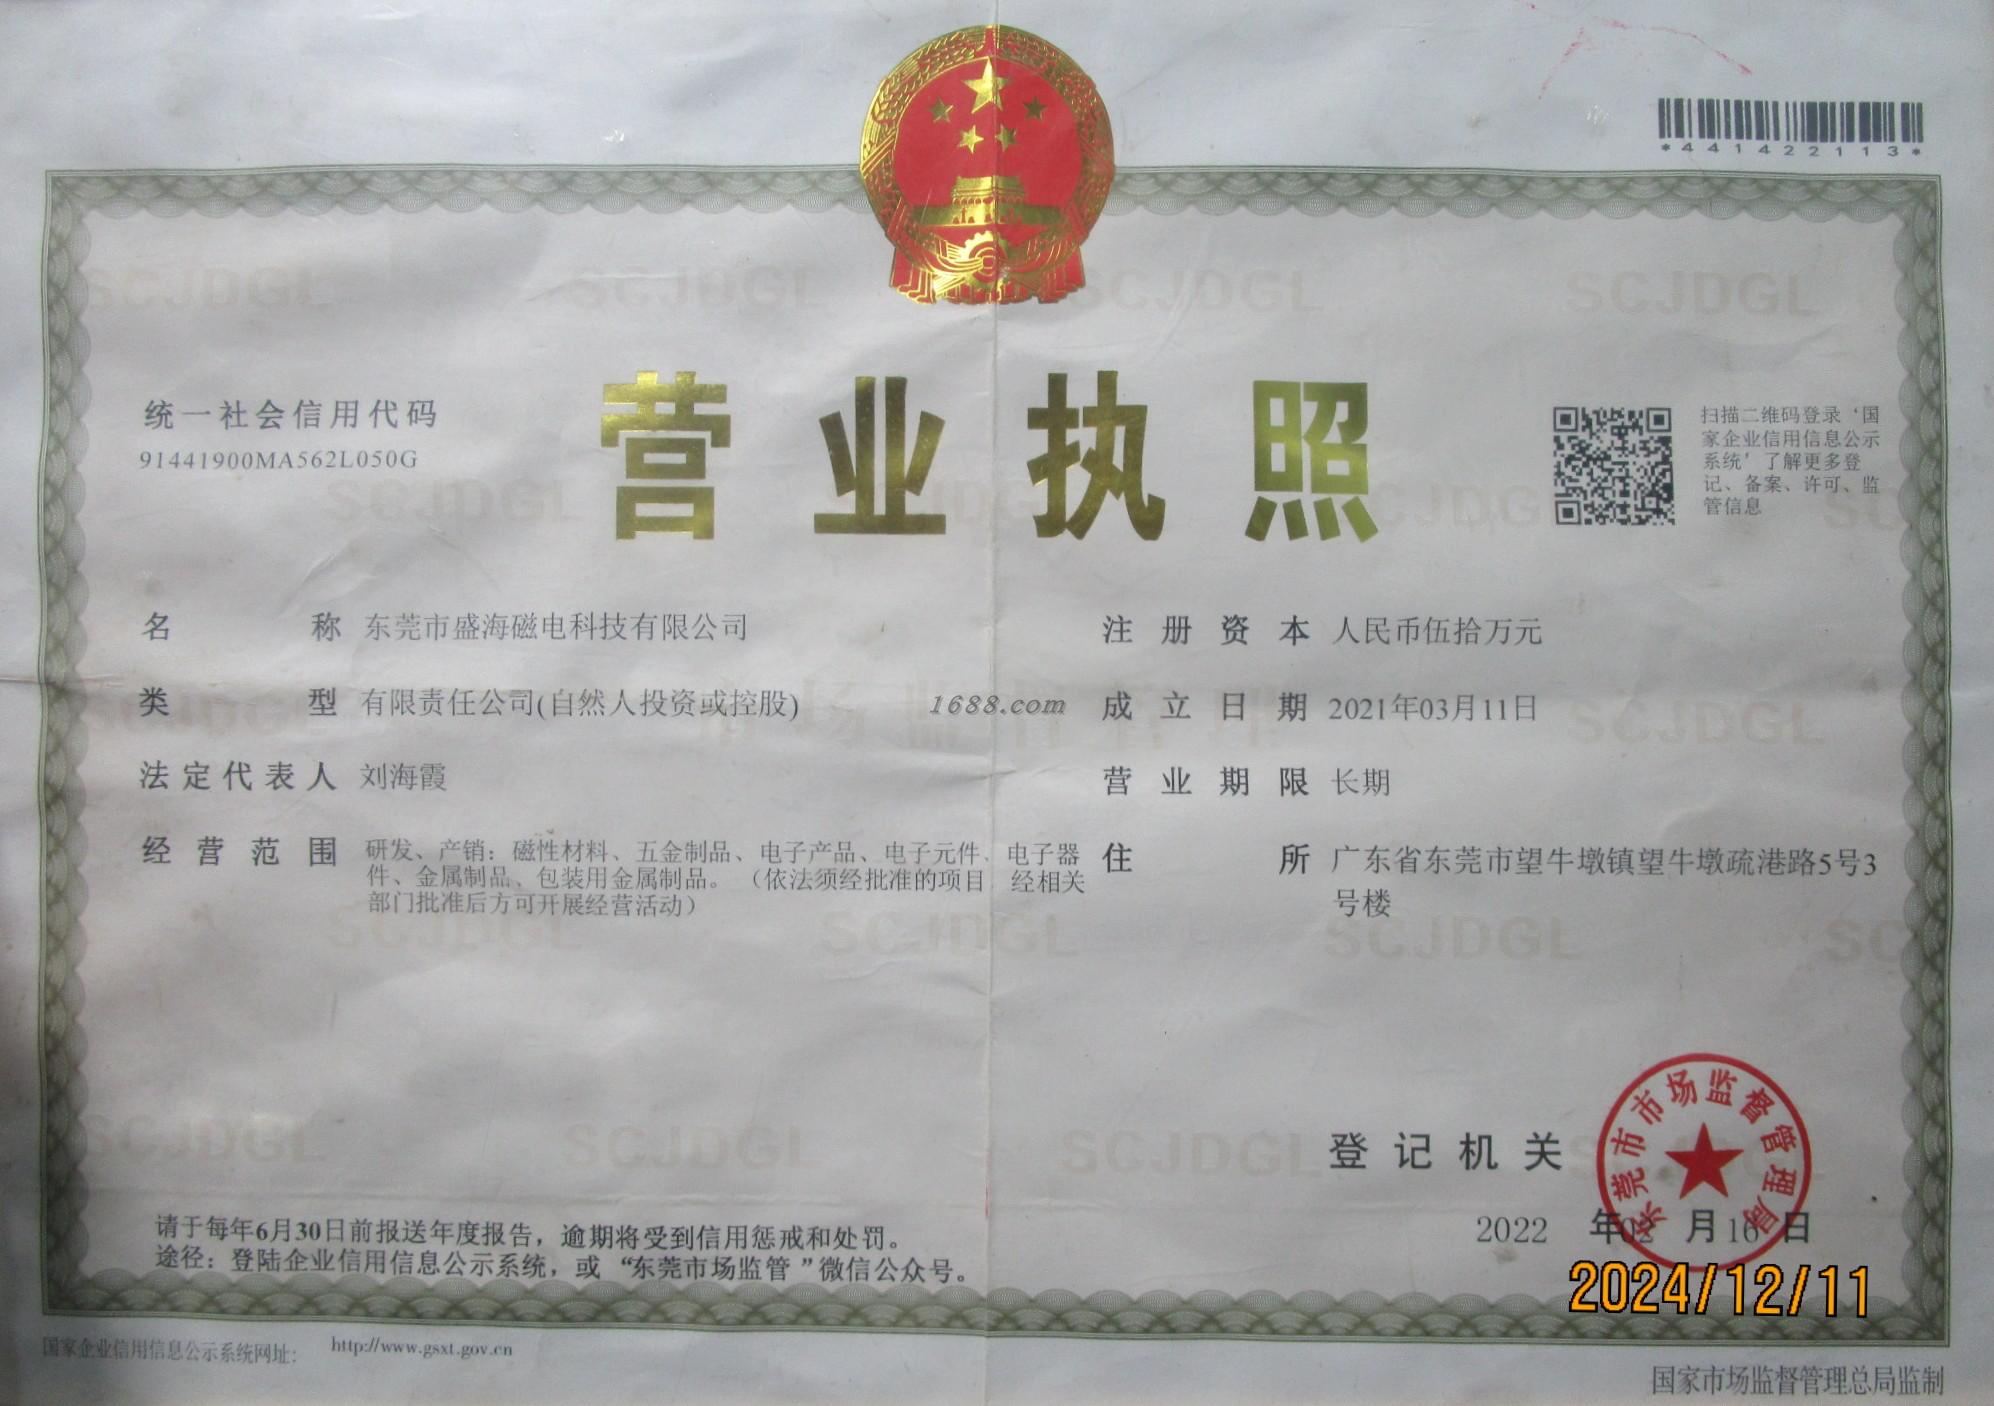 *441422113*
营业执照
统一社会信用代码
91441900MA562L050G
扫描二维码登录‘国
家企业信用信息公示
系统’了解更多登
记、备案、许可、监
管信息
名称 东莞市盛海磁电科技有限公司
类型 有限责任公司(自然人投资或控股)
法定代表人 刘海霞
经营范围 研发、产销：磁性材料、五金制品、电子产品、电子元件、电子器
件、金属制品、包装用金属制品。（依法须经批准的项目，经相关
部门批准后方可开展经营活动）
1688.com
注册资本 人民币伍拾万元
成立日期 2021年03月11日
营业期限 长期
住所 广东省东莞市望牛墩镇望牛墩疏港路5号3
号楼
登记机关
东莞市市场监督管理局
2022 年02 月16 日
2024/12/11
请于每年6月30日前报送年度报告，逾期将受到信用惩戒和处罚。
途径：登陆企业信用信息公示系统，或“东莞市场监管”微信公众号。
国家企业信用信息公示系统网址： http://www.gsxt.gov.cn
国家市场监督管理总局监制
SCJDGL